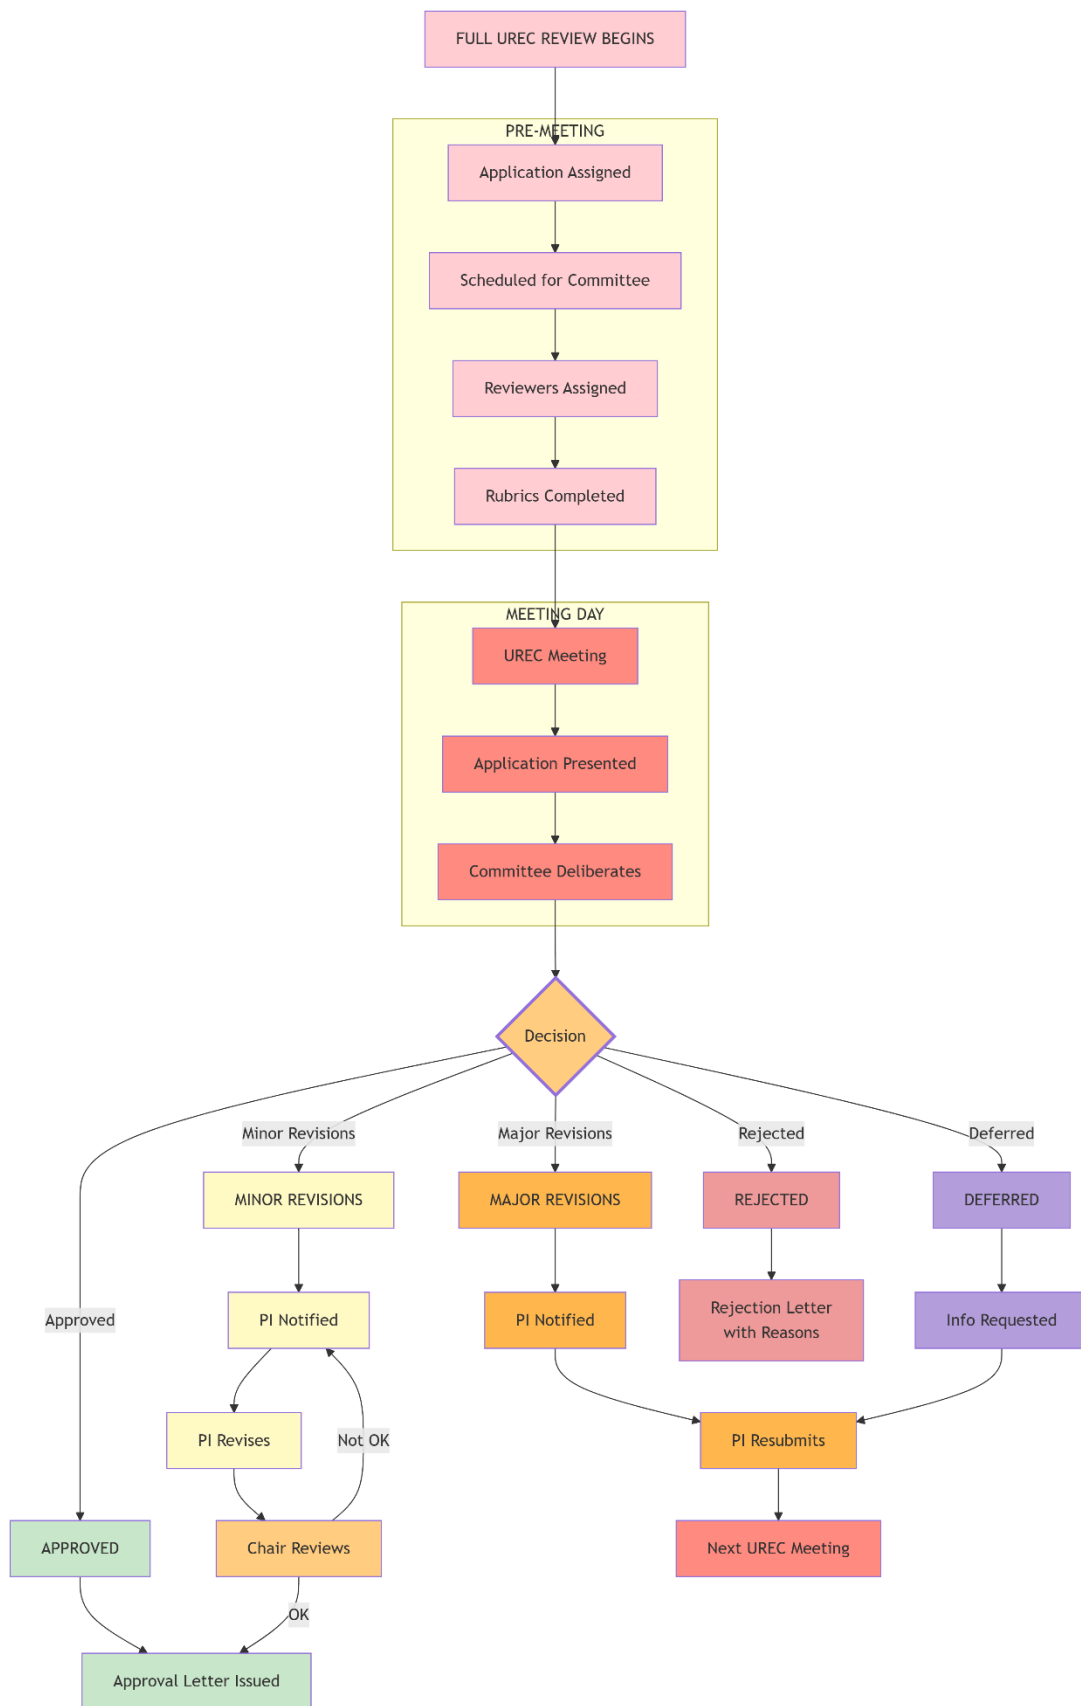 FULL UREC REVIEW BEGINS
PRE-MEETING
Application Assigned
Scheduled for Committee
Reviewers Assigned
Rubrics Completed
MEETING DAY
UREC Meeting
Application Presented
Committee Deliberates
Decision
Minor Revisions
Major Revisions
Rejected
Deferred
MINOR REVISIONS
MAJOR REVISIONS
REJECTED
DEFERRED
Approved
PI Notified
PI Notified
Rejection Letter
with Reasons
Info Requested
PI Revises
Not OK
PI Resubmits
APPROVED
Chair Reviews
Next UREC Meeting
OK
Approval Letter Issued